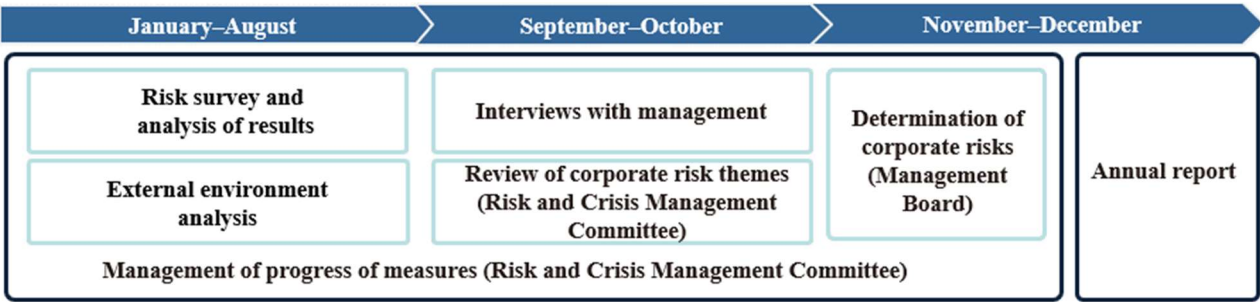 January–August
September–October
November–December
Risk survey and
analysis of results
External environment
analysis
Interviews with management
Review of corporate risk themes
(Risk and Crisis Management
Committee)
Determination of
corporate risks
(Management
Board)
Annual report
Management of progress of measures (Risk and Crisis Management Committee)